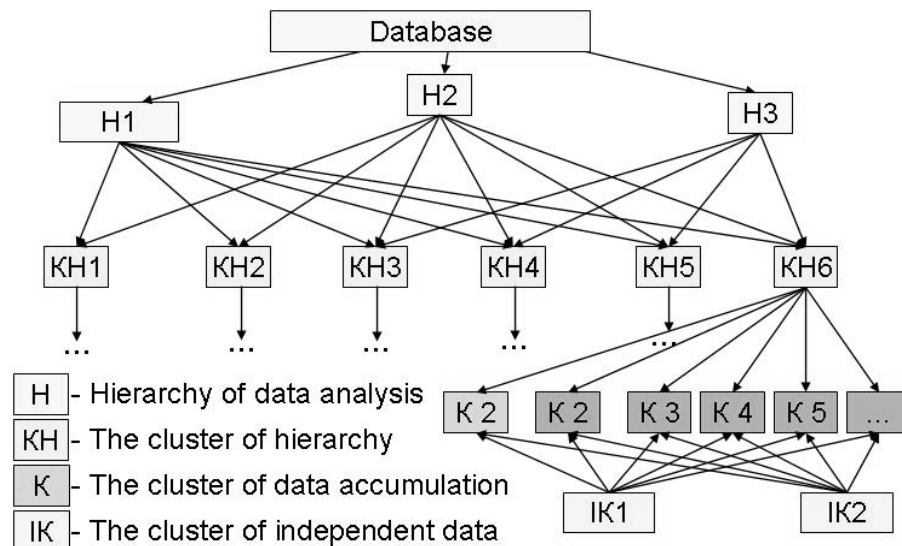 Database
H1
H2
H3
KH1
KH2
KH3
KH4
KH5
KH6
...
...
...
...
...
K 2
K 2
K 3
K 4
K 5
...
IK1
IK2
H - Hierarchy of data analysis
KH - The cluster of hierarchy
K - The cluster of data accumulation
IK - The cluster of independent data